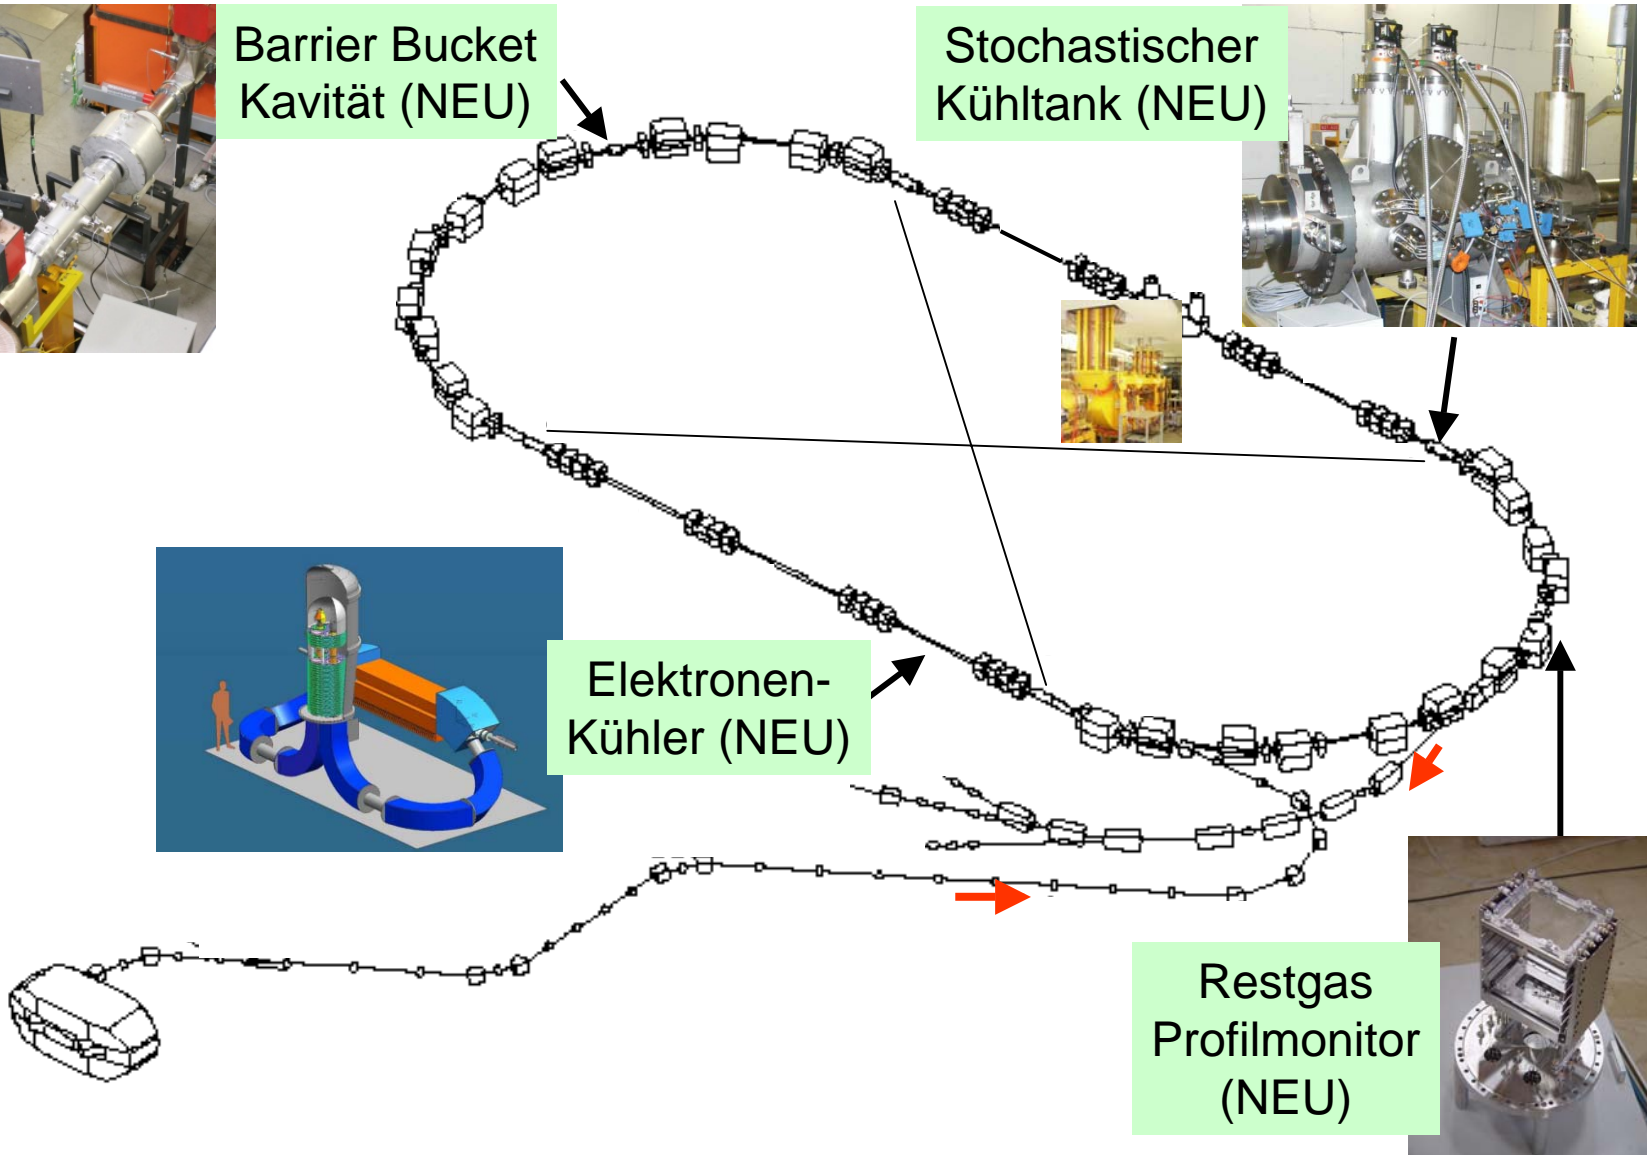 Barrier Bucket
Kavität (NEU)
Stochastischer
Kühltank (NEU)
Elektronen-
Kühler (NEU)
Restgas
Profilmonitor
(NEU)